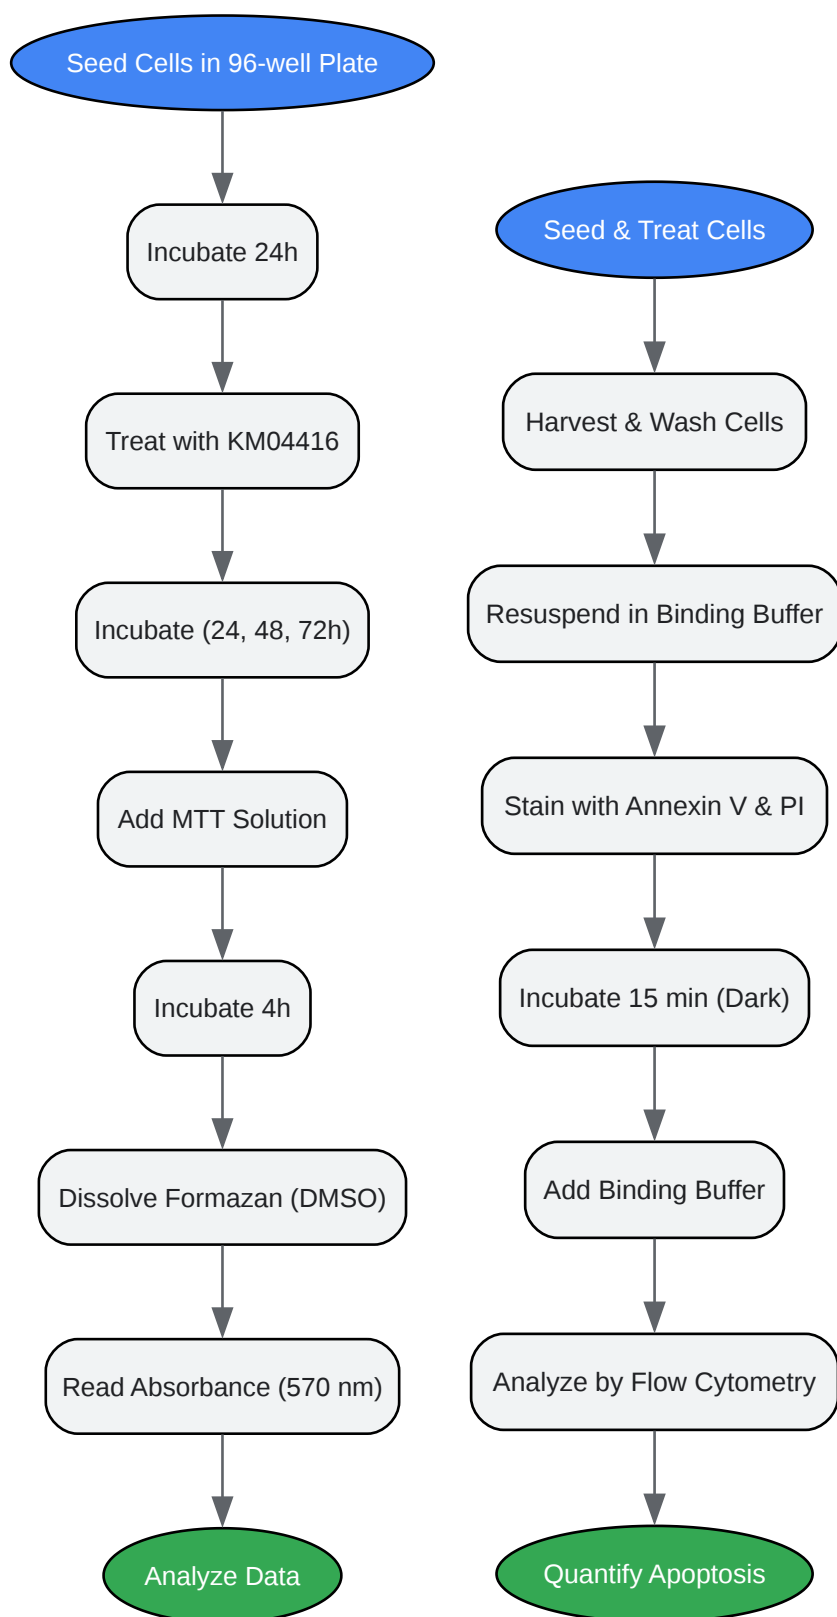 Seed Cells in 96-well Plate
Incubate 24h
Treat with KM04416
Incubate (24, 48, 72h)
Add MTT Solution
Incubate 4h
Dissolve Formazan (DMSO)
Read Absorbance (570 nm)
Analyze Data
Seed & Treat Cells
Harvest & Wash Cells
Resuspend in Binding Buffer
Stain with Annexin V & PI
Incubate 15 min (Dark)
Add Binding Buffer
Analyze by Flow Cytometry
Quantify Apoptosis